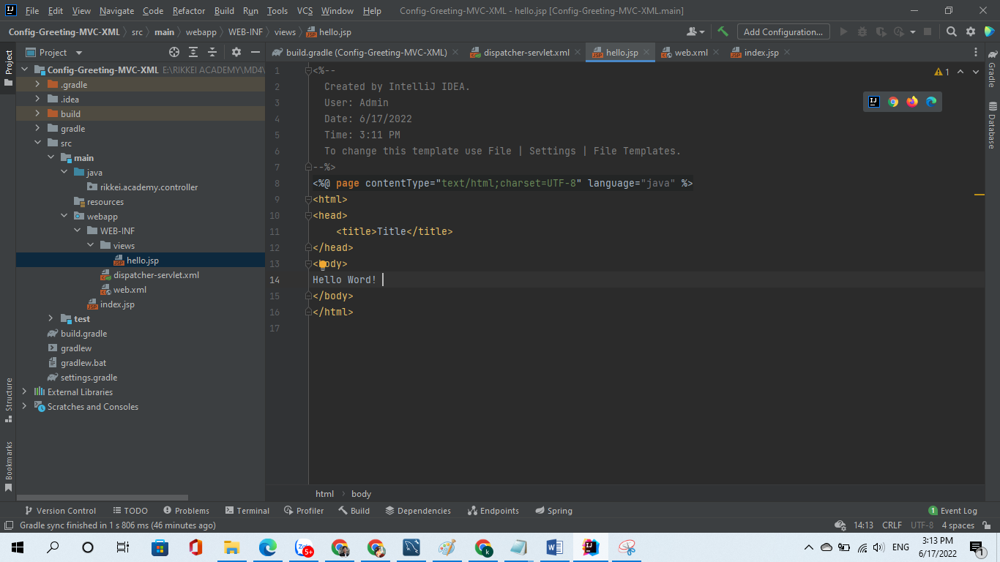 File Edit View Navigate Code Refactor Build Run Tools VCS Window Help Config-Greeting-MVC-XML - hello.jsp [Config-Greeting-MVC-XML.main]
Config-Greeting-MVC-XML src main webapp WEB-INF views hello.jsp Add Configuration...
Project build.gradle (Config-Greeting-MVC-XML) dispatcher-servlet.xml hello.jsp web.xml index.jsp
Project
Structure
Bookmarks
Config-Greeting-MVC-XML E:\RIKKEI ACADEMY\MD4\
.gradle
.idea
build
gradle
src
main
java
rikkei.academy.controller
resources
webapp
WEB-INF
views
hello.jsp
dispatcher-servlet.xml
web.xml
index.jsp
test
build.gradle
gradlew
gradlew.bat
settings.gradle
External Libraries
Scratches and Consoles
1 <%--
2 Created by IntelliJ IDEA.
3 User: Admin
4 Date: 6/17/2022
5 Time: 3:11 PM
6 To change this template use File | Settings | File Templates.
7 --%>
8 <%@ page contentType="text/html;charset=UTF-8" language="java" %>
9 <html>
10 <head>
11 <title>Title</title>
12 </head>
13 <body>
14 Hello Word!
15 </body>
16 </html>
17
1
Gradle
Database
html body
Version Control TODO Problems Terminal Profiler Build Dependencies Endpoints Spring 1 Event Log
Gradle sync finished in 1 s 806 ms (46 minutes ago) 14:13 CRLF UTF-8 4 spaces
5+ k W ENG 3:13 PM
6/17/2022 1